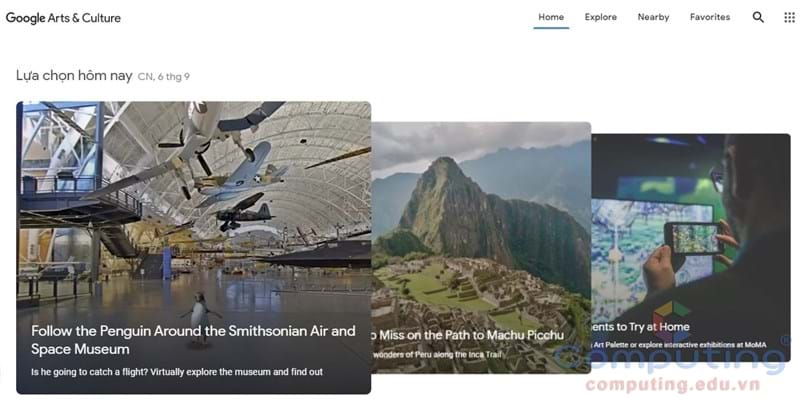 Google Arts & Culture
Home Explore Nearby Favorites
Lựa chọn hôm nay CN, 6 thg 9
Follow the Penguin Around the Smithsonian Air and
Space Museum
Is he going to catch a flight? Virtually explore the museum and find out
o Miss on the Path to Machu Picchu
wonders of Peru along the Inca Trail
ents to Try at Home
Art Palette or explore interactive exhibitions at MoMA
Computing
computing.edu.vn